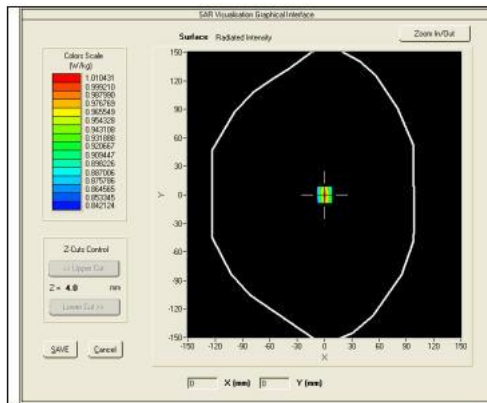 SAR Visualisation Graphical Interface
Surface Radiated Intensity
Zoom In/Out
Colors Scale
(W/kg)
1.010431
0.999210
0.987990
0.976769
0.965549
0.954328
0.943108
0.931888
0.920667
0.909447
0.898226
0.887006
0.875786
0.864565
0.853345
0.842124
Z-Cuts Control
<< Upper Cut
Z = 4.0 mm
Lower Cut >>
SAVE
Cancel
150
120
90
60
30
0
-30
-60
-90
-120
-150
Y
-150 -120 -90 -60 -30 0 30 60 90 120 150
X
0 X (mm) 0 Y (mm)